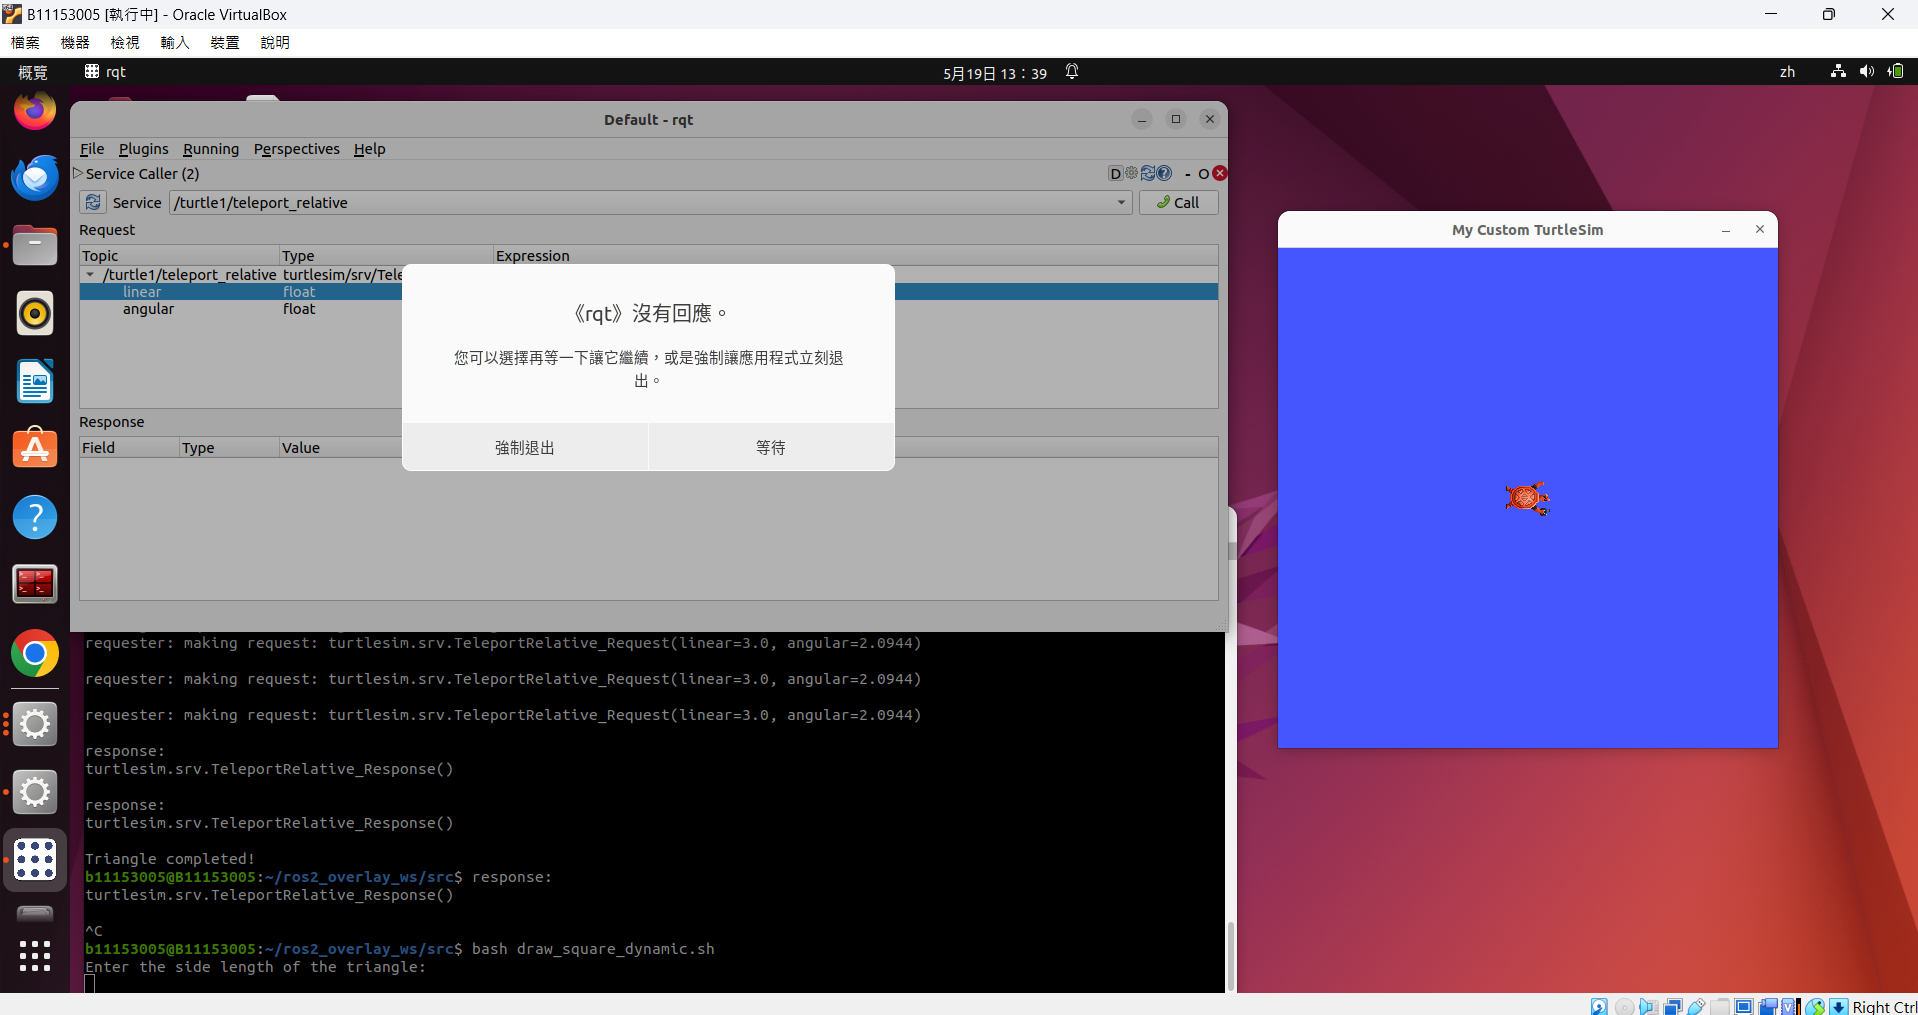 B11153005 [執行中] - Oracle VirtualBox
檔案 機器 檢視 輸入 裝置 說明
概覽 rqt 5月19日 13：39 zh
Default - rqt
File Plugins Running Perspectives Help
Service Caller (2) D - O
Service /turtle1/teleport_relative Call
Request
Topic Type Expression
/turtle1/teleport_relative turtlesim/srv/Tele
linear float
angular float
《rqt》沒有回應。
您可以選擇再等一下讓它繼續，或是強制讓應用程式立刻退
出。
強制退出 等待
Response
Field Type Value
My Custom TurtleSim
requester: making request: turtlesim.srv.TeleportRelative_Request(linear=3.0, angular=2.0944)
requester: making request: turtlesim.srv.TeleportRelative_Request(linear=3.0, angular=2.0944)
requester: making request: turtlesim.srv.TeleportRelative_Request(linear=3.0, angular=2.0944)
response:
turtlesim.srv.TeleportRelative_Response()
response:
turtlesim.srv.TeleportRelative_Response()
Triangle completed!
b11153005@B11153005:~/ros2_overlay_ws/src$ response:
turtlesim.srv.TeleportRelative_Response()
^C
b11153005@B11153005:~/ros2_overlay_ws/src$ bash draw_square_dynamic.sh
Enter the side length of the triangle:
Right Ctrl